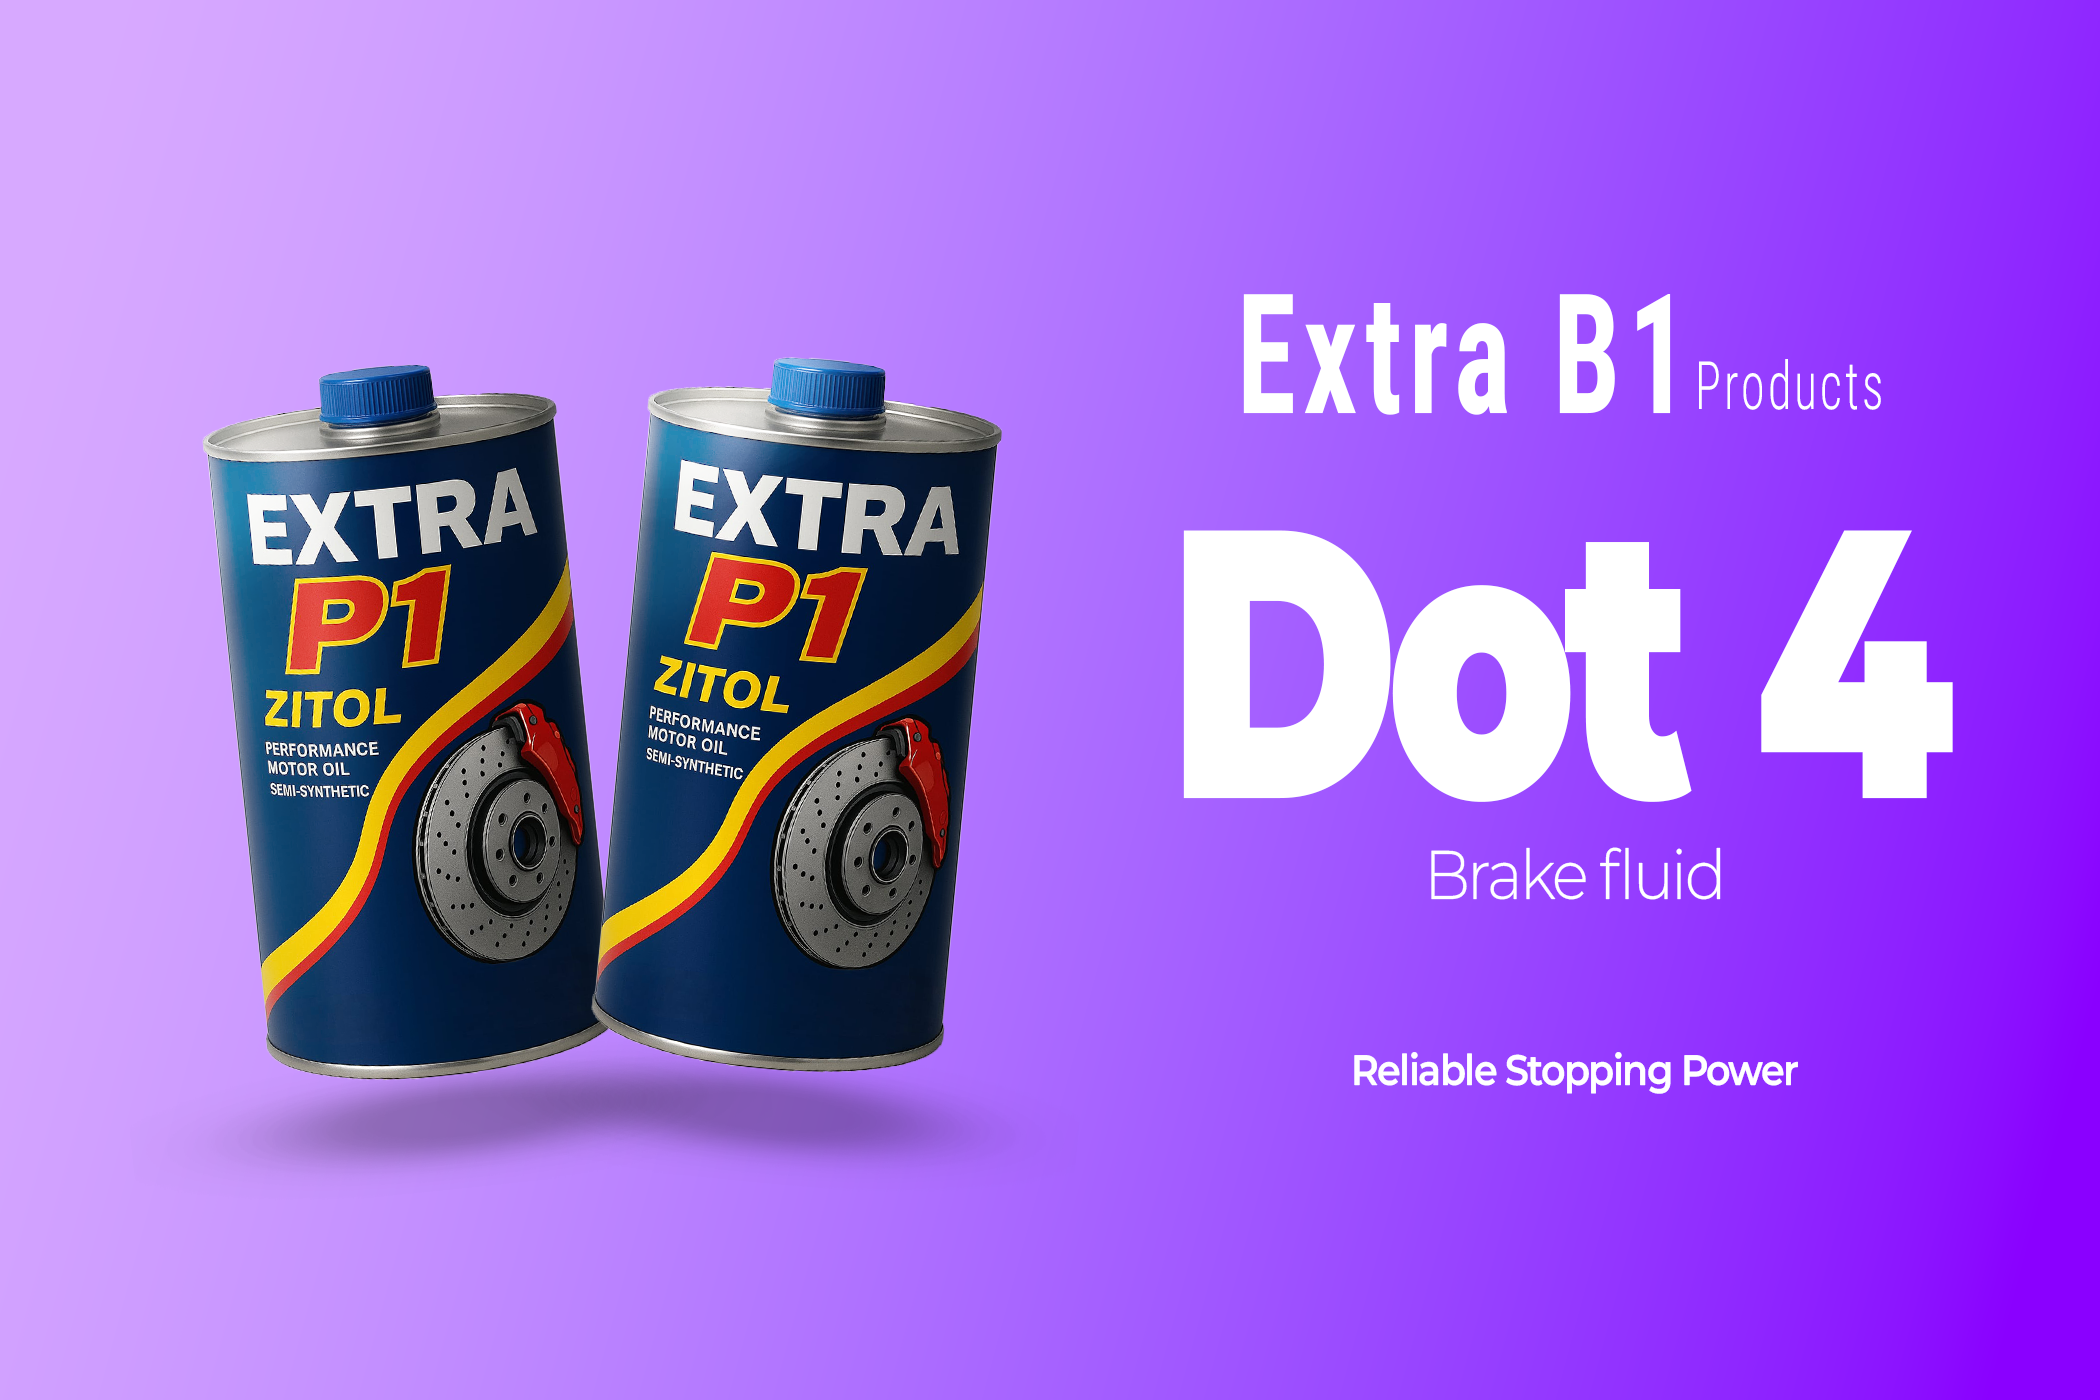 EXTRA
P1
ZITOL
PERFORMANCE
MOTOR OIL
SEMI-SYNTHETIC
EXTRA
P1
ZITOL
PERFORMANCE
MOTOR OIL
SEMI-SYNTHETIC
Extra B1 Products
Dot 4
Brake fluid
Reliable Stopping Power